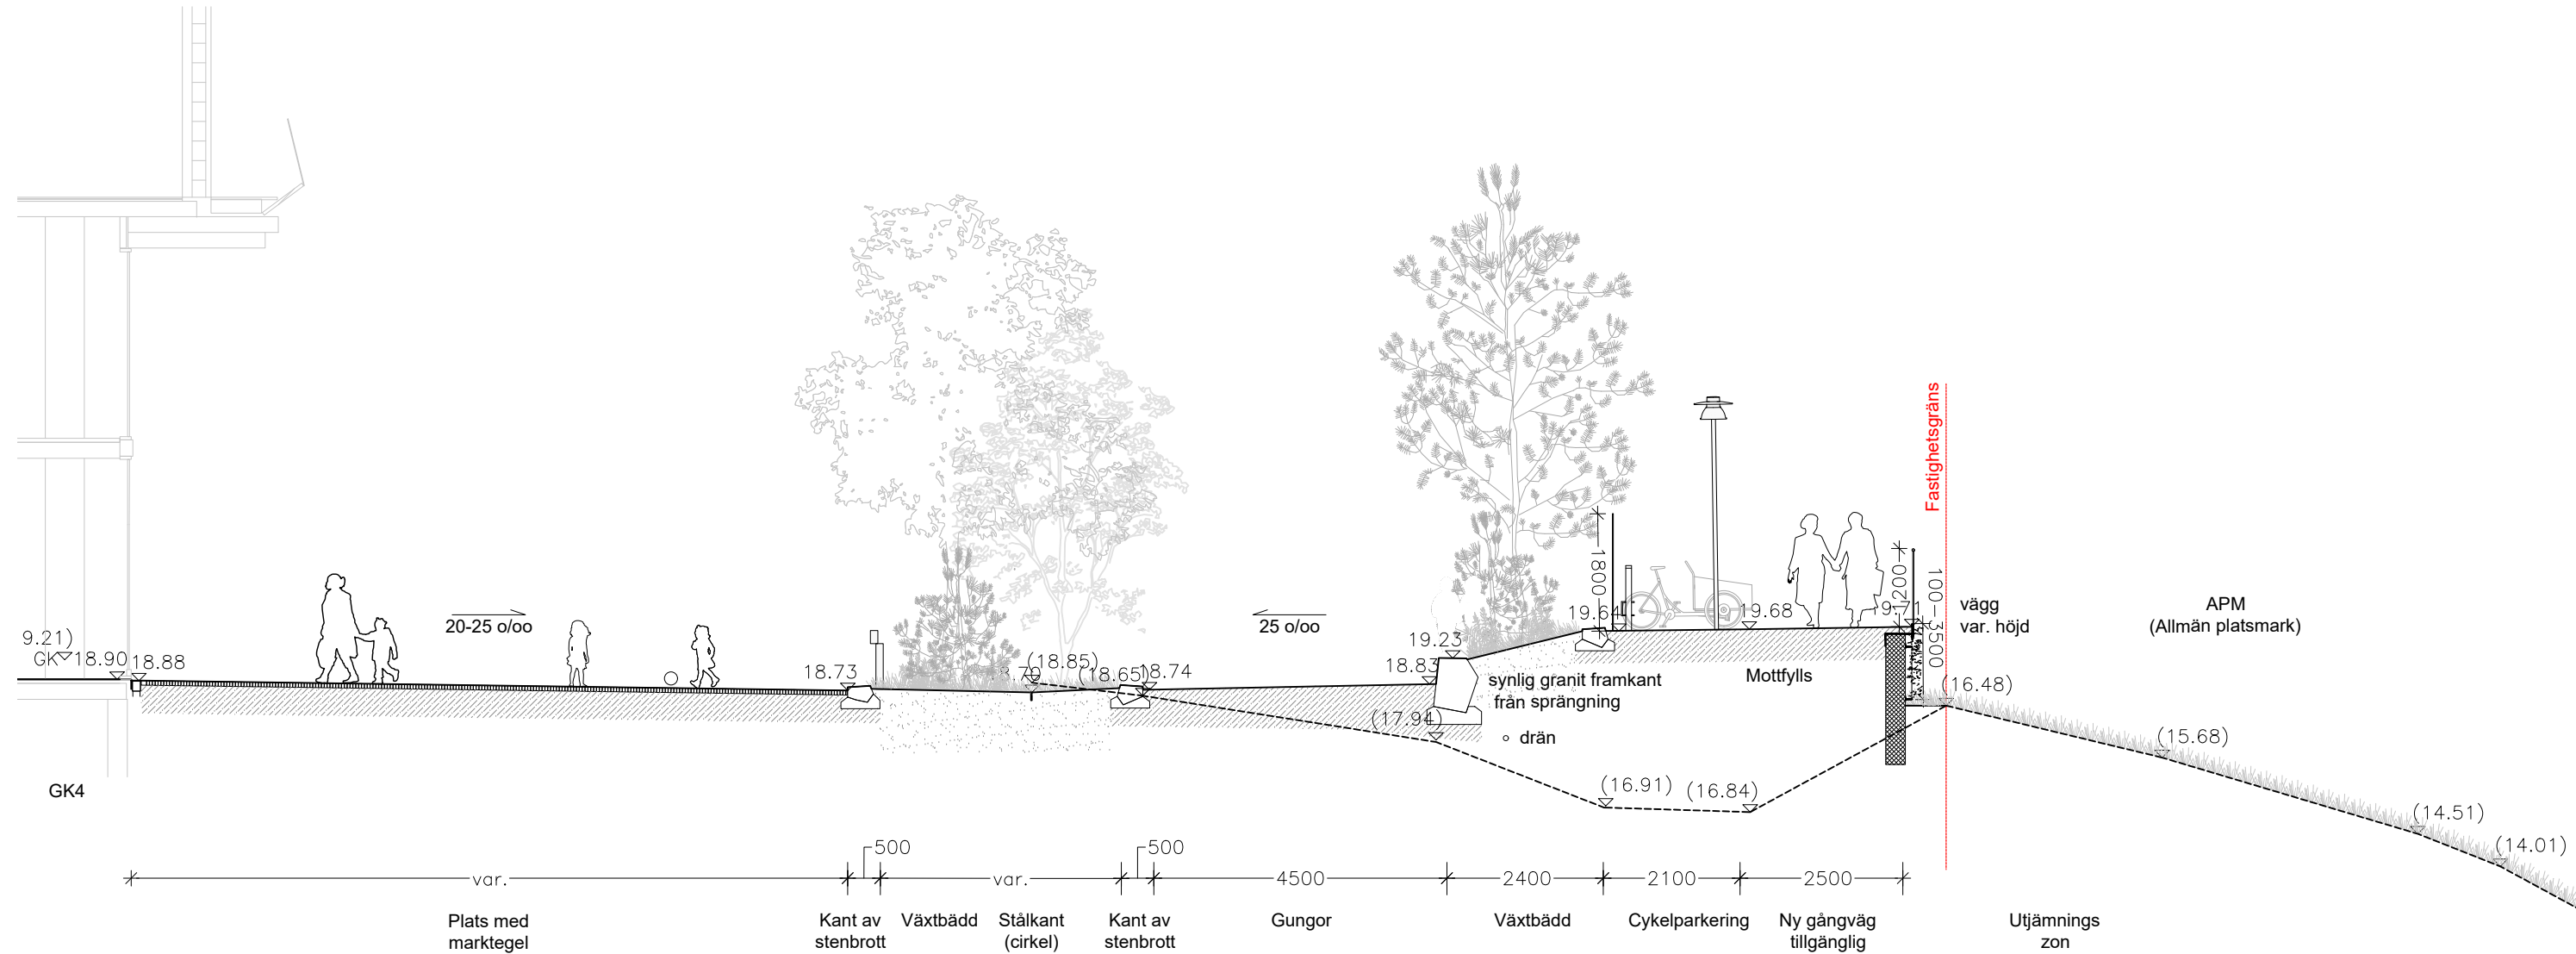 Fastighetsgräns
1800
1200
100-3500
20-25 o/oo
25 o/oo
9.21)
GK
18.90
18.88
18.73
(18.85)
(18.65)
18.74
18.83
19.23
19.64
19.68
19.71
vägg
var. höjd
APM
(Allmän platsmark)
synlig granit framkant
från sprängning
Mottfylls
drän
(17.94)
(16.91)
(16.84)
(16.48)
(15.68)
(14.51)
(14.01)
GK4
500
500
var.
var.
4500
2400
2100
2500
Plats med
marktegel
Kant av
stenbrott
Växtbädd
Stålkant
(cirkel)
Kant av
stenbrott
Gungor
Växtbädd
Cykelparkering
Ny gångväg
tillgänglig
Utjämnings
zon